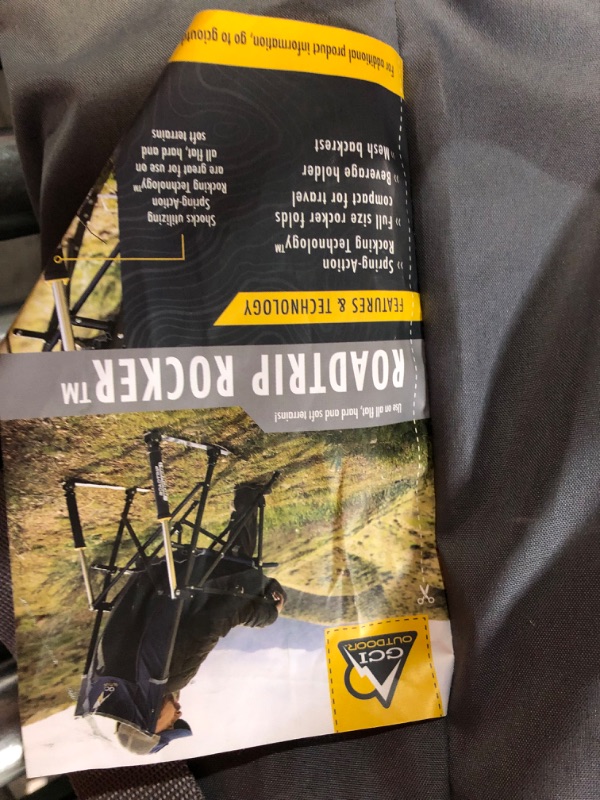 GCI
OUTDOOR
Use on all flat, hard and soft terrains!
ROADTRIP ROCKER™
FEATURES & TECHNOLOGY
›› Spring-Action
Rocking Technology™
›› Full size rocker folds
compact for travel
›› Beverage holder
›› Mesh backrest
Shocks utilizing
Spring-Action
Rocking Technology™
are great for use on
all flat, hard and
soft terrains
For additional product information, go to